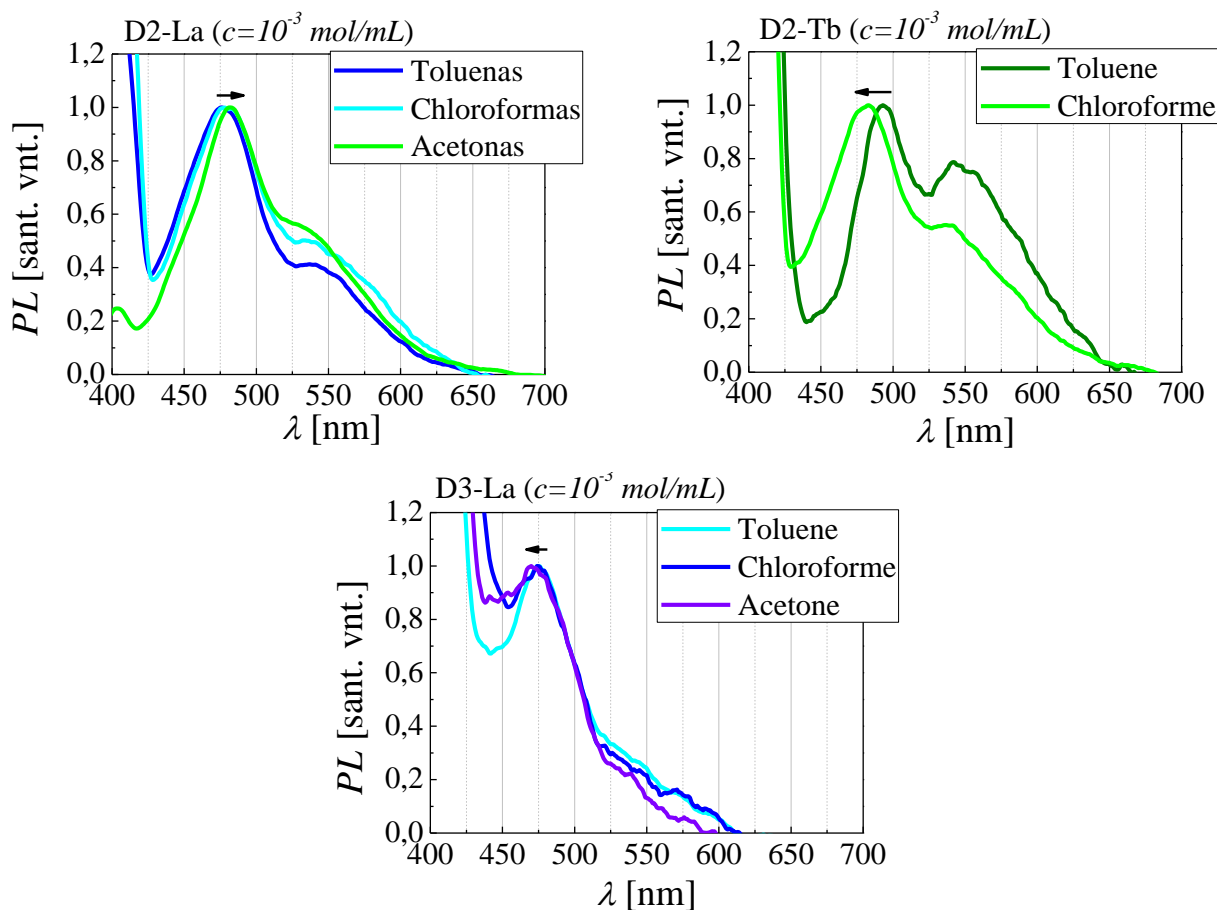 D2-La (c=10⁻³ mol/mL)
Toluenas
Chloroformas
Acetonas
PL [sant. vnt.]
1,2
1,0
0,8
0,6
0,4
0,2
0,0
400 450 500 550 600 650 700
λ [nm]
D2-Tb (c=10⁻³ mol/mL)
Toluene
Chloroforme
PL [sant. vnt.]
1,2
1,0
0,8
0,6
0,4
0,2
0,0
400 450 500 550 600 650 700
λ [nm]
D3-La (c=10⁻³ mol/mL)
Toluene
Chloroforme
Acetone
PL [sant. vnt.]
1,2
1,0
0,8
0,6
0,4
0,2
0,0
400 450 500 550 600 650 700
λ [nm]